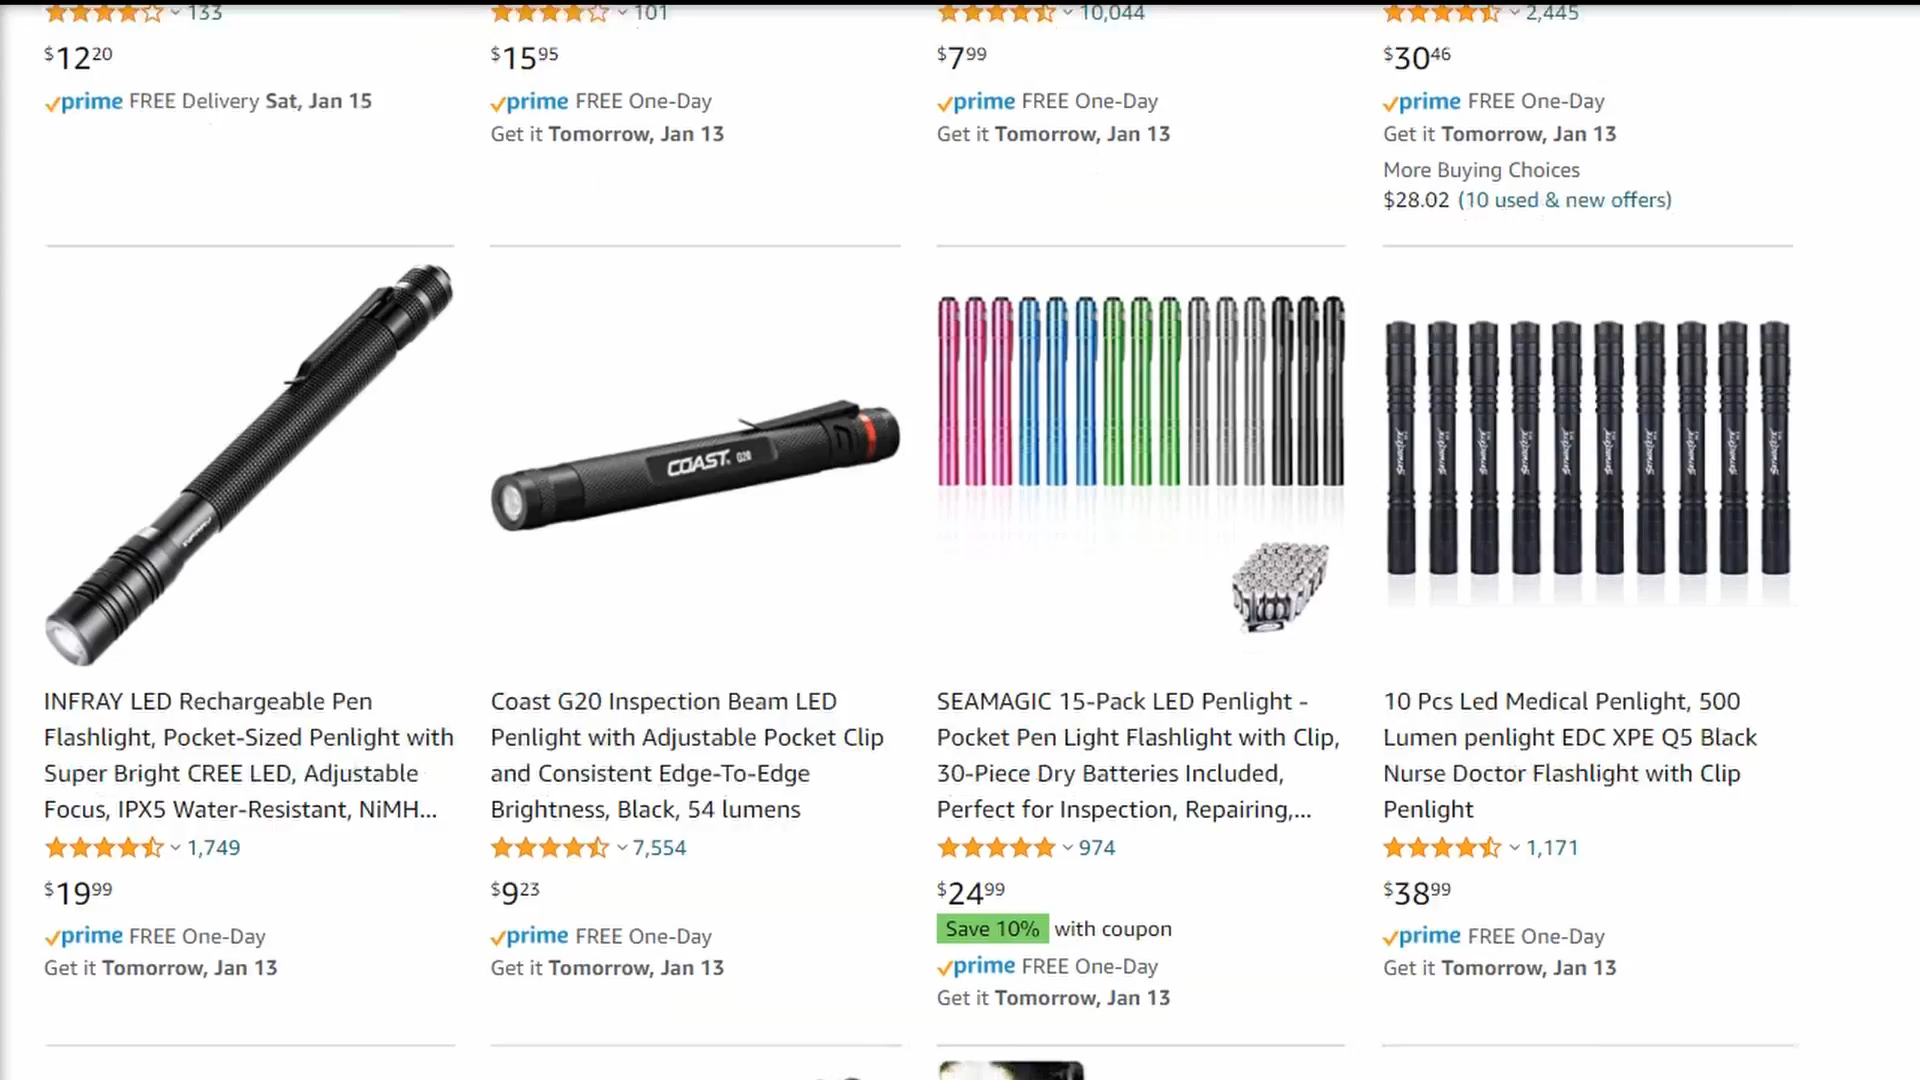 133
$12 20
prime FREE Delivery Sat, Jan 15
101
$15 95
prime FREE One-Day
Get it Tomorrow, Jan 13
10,044
$7 99
prime FREE One-Day
Get it Tomorrow, Jan 13
2,445
$30 46
prime FREE One-Day
Get it Tomorrow, Jan 13
More Buying Choices
$28.02 (10 used & new offers)
INFRAY LED Rechargeable Pen
Flashlight, Pocket-Sized Penlight with
Super Bright CREE LED, Adjustable
Focus, IPX5 Water-Resistant, NiMH...
1,749
$19 99
prime FREE One-Day
Get it Tomorrow, Jan 13
COAST. G20
Coast G20 Inspection Beam LED
Penlight with Adjustable Pocket Clip
and Consistent Edge-To-Edge
Brightness, Black, 54 lumens
7,554
$9 23
prime FREE One-Day
Get it Tomorrow, Jan 13
SEAMAGIC 15-Pack LED Penlight -
Pocket Pen Light Flashlight with Clip,
30-Piece Dry Batteries Included,
Perfect for Inspection, Repairing,...
974
$24 99
Save 10% with coupon
prime FREE One-Day
Get it Tomorrow, Jan 13
10 Pcs Led Medical Penlight, 500
Lumen penlight EDC XPE Q5 Black
Nurse Doctor Flashlight with Clip
Penlight
1,171
$38 99
prime FREE One-Day
Get it Tomorrow, Jan 13